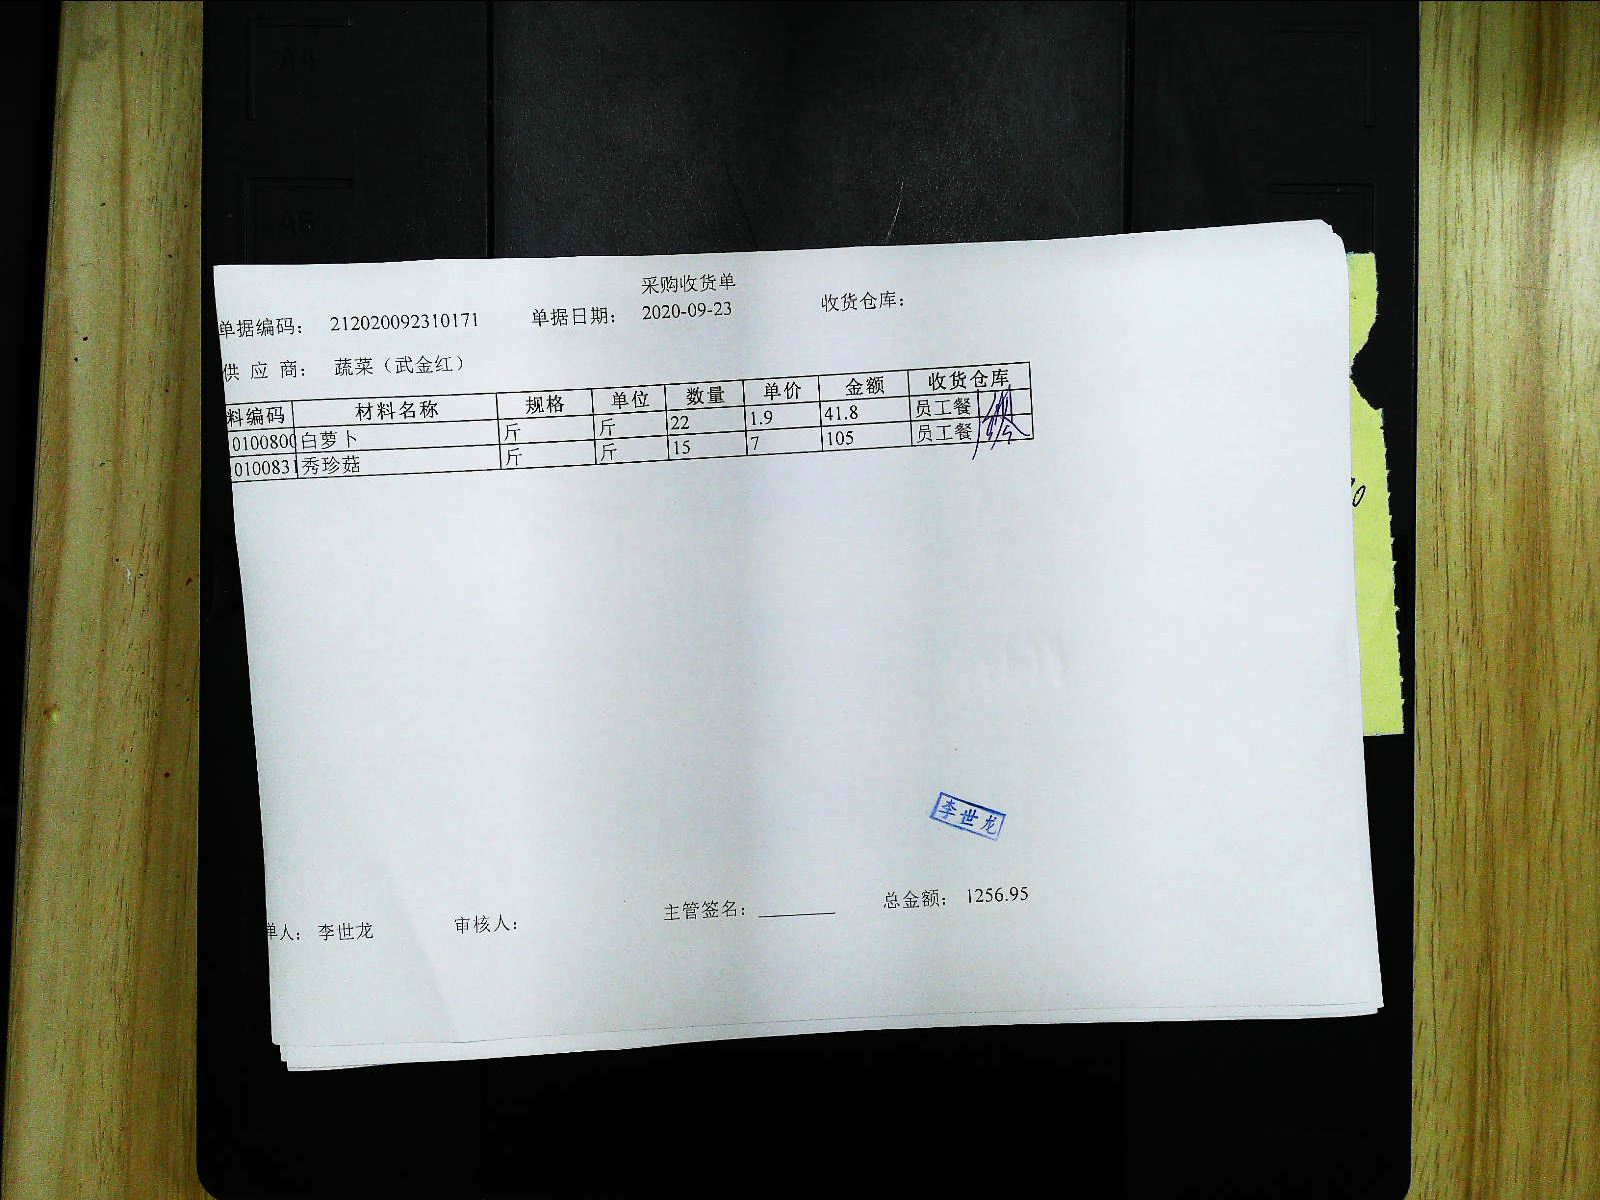 采购收货单
单据编码： 212020092310171 单据日期： 2020-09-23 收货仓库：
供 应 商： 蔬菜（武金红）
料编码 材料名称 规格 单位 数量 单价 金额 收货仓库
010080 白萝卜 斤 斤 22 1.9 41.8 员工餐
010083 秀珍菇 斤 斤 15 7 105 员工餐
李世龙
单人： 李世龙 审核人： 主管签名： 总金额： 1256.95